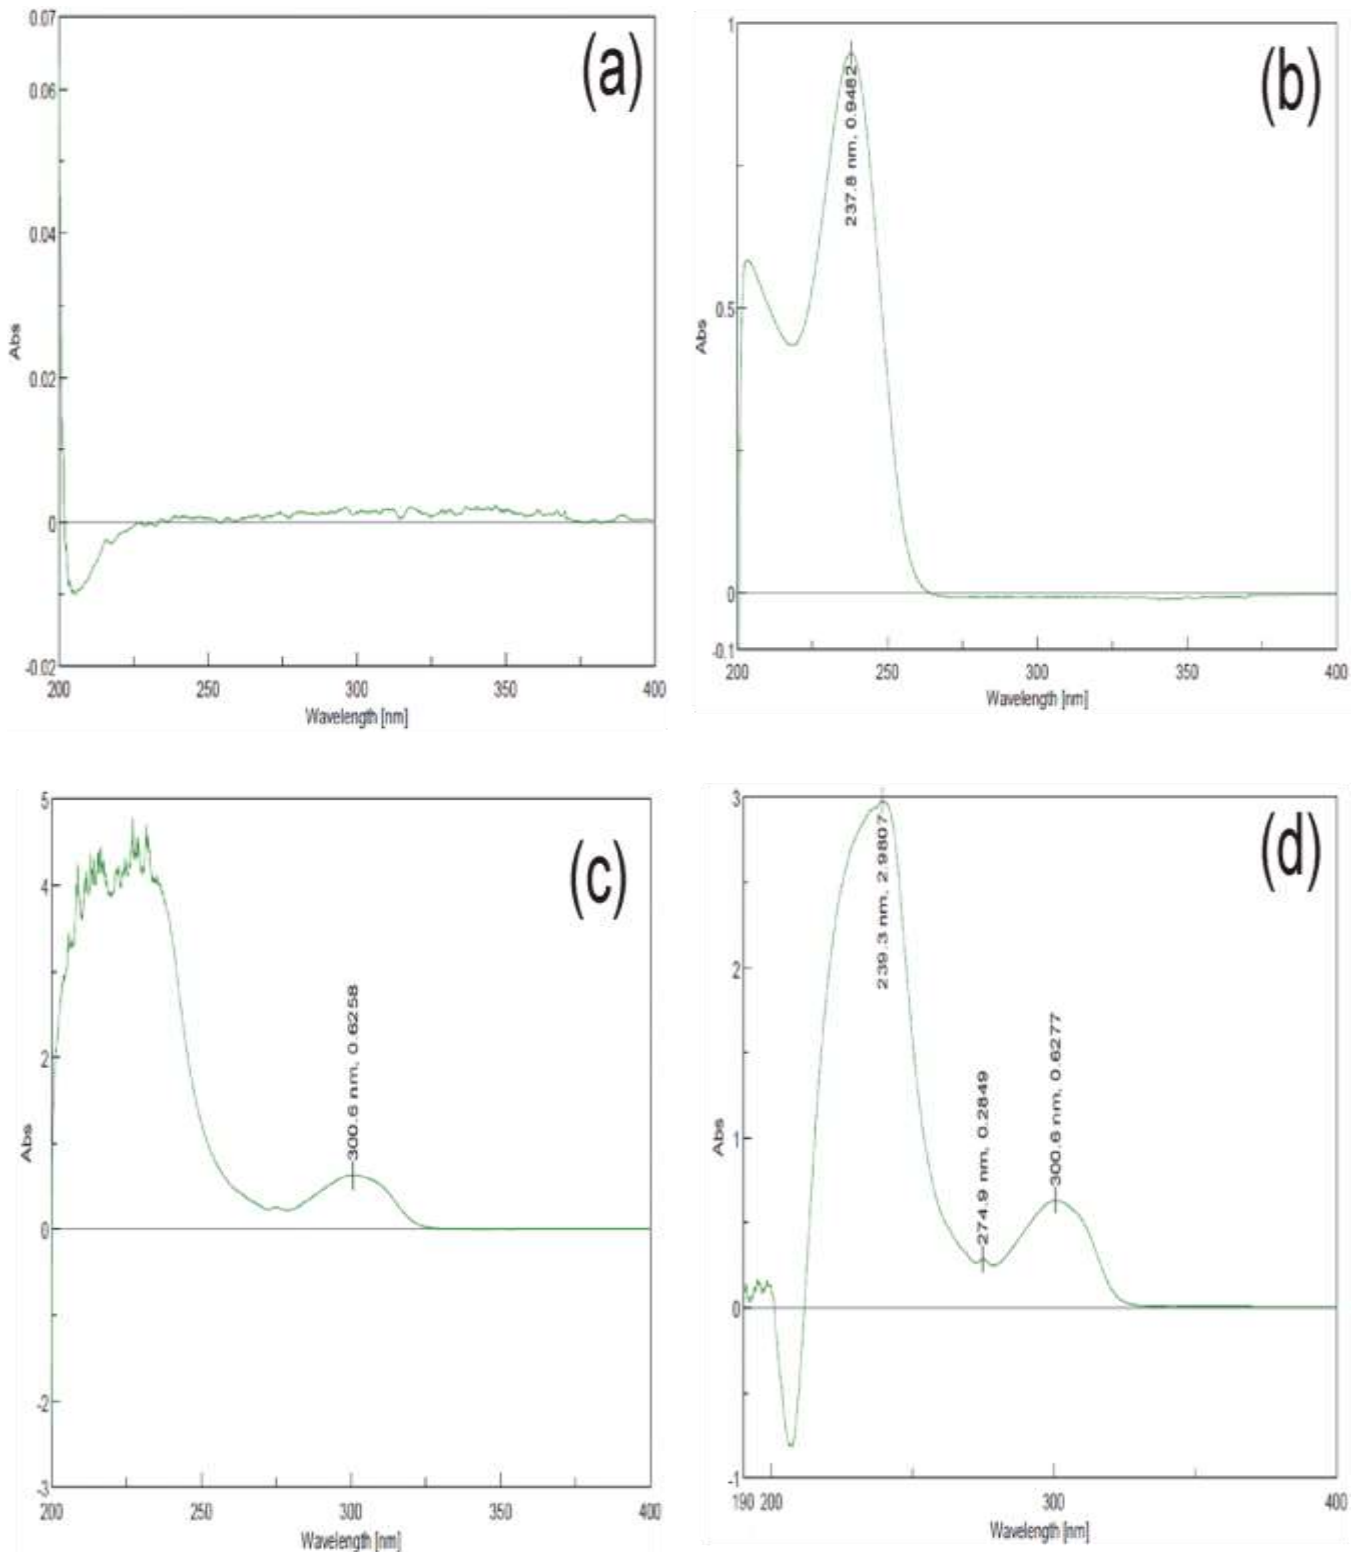 (a)
0.07
0.06
0.04
0.02
0
-0.02
Abs
200 250 300 350 400
Wavelength [nm]
(b)
1
0.5
0
-0.1
Abs
237.8 nm, 0.9482
200 250 300 350 400
Wavelength [nm]
(c)
5
4
2
0
-2
-3
Abs
300.6 nm, 0.6258
200 250 300 350 400
Wavelength [nm]
(d)
3
2
1
0
-1
Abs
239.3 nm, 2.9807
274.9 nm, 0.2849
300.6 nm, 0.6277
190 200 300 400
Wavelength [nm]